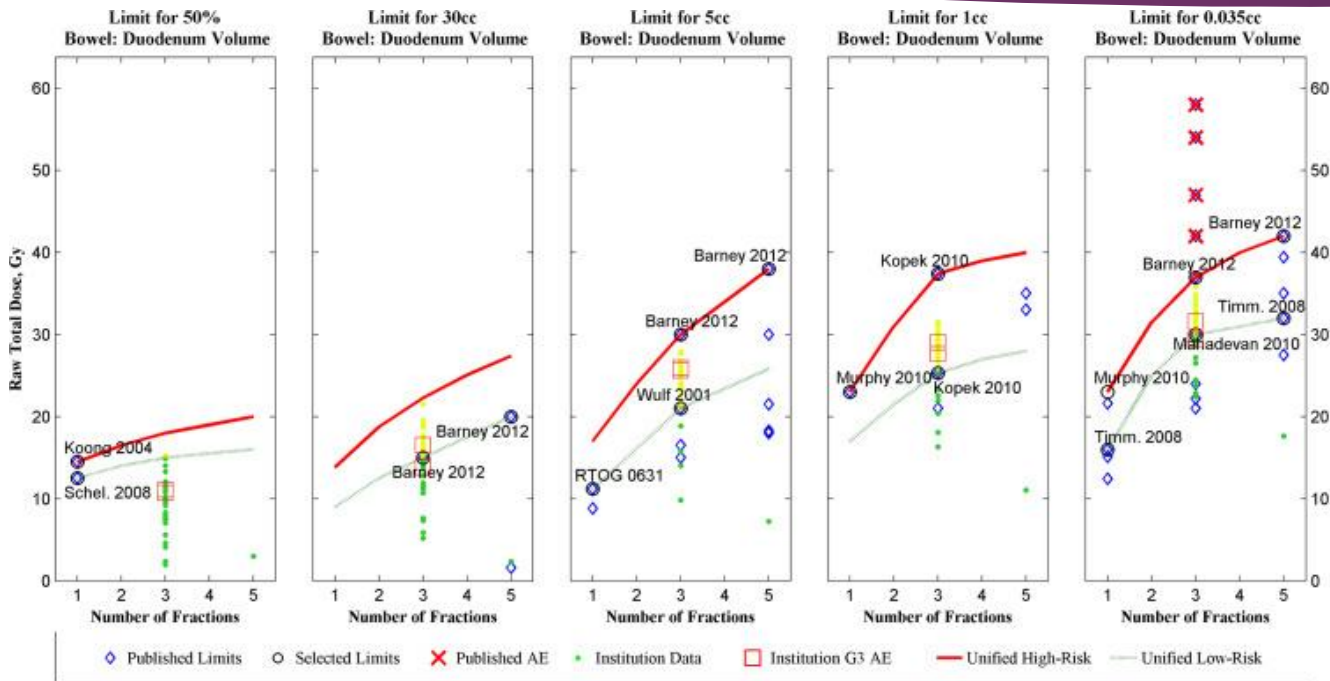 Limit for 50%
Bowel: Duodenum Volume
Limit for 30cc
Bowel: Duodenum Volume
Limit for 5cc
Bowel: Duodenum Volume
Limit for 1cc
Bowel: Duodenum Volume
Limit for 0.035cc
Bowel: Duodenum Volume
Raw Total Dose, Gy
60
50
40
30
20
10
0
Koong 2004
Schel. 2008
1 2 3 4 5
Number of Fractions
Barney 2012
Barney 2012
1 2 3 4 5
Number of Fractions
Barney 2012
Barney 2012
Wulf 2001
RTOG 0631
1 2 3 4 5
Number of Fractions
Kopek 2010
Murphy 2010
Kopek 2010
1 2 3 4 5
Number of Fractions
Barney 2012
Barney 2012
Timm. 2008
Mahadevan 2010
Murphy 2010
Timm. 2008
1 2 3 4 5
Number of Fractions
60
50
40
30
20
10
0
Published Limits
Selected Limits
Published AE
Institution Data
Institution G3 AE
Unified High-Risk
Unified Low-Risk